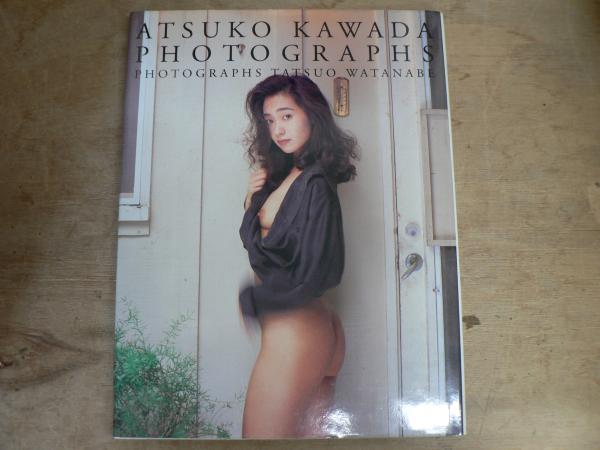 ATSUKO KAWADA
PHOTOGRAPHS
PHOTOGRAPHS TATSUO WATANABE